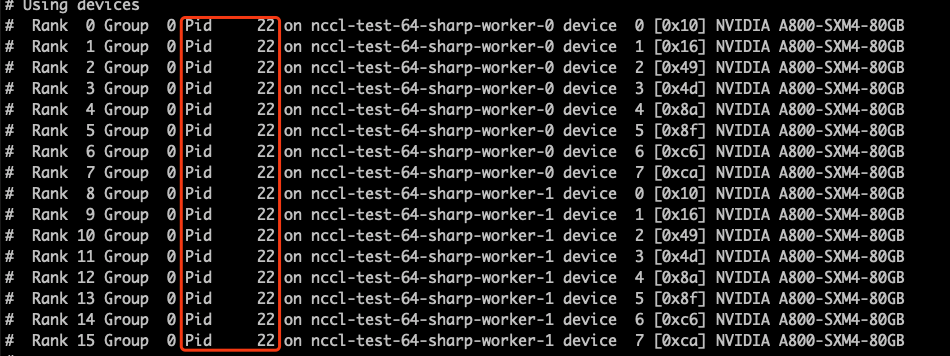 # Using devices
#  Rank  0 Group  0 Pid     22 on nccl-test-64-sharp-worker-0 device  0 [0x10] NVIDIA A800-SXM4-80GB
#  Rank  1 Group  0 Pid     22 on nccl-test-64-sharp-worker-0 device  1 [0x16] NVIDIA A800-SXM4-80GB
#  Rank  2 Group  0 Pid     22 on nccl-test-64-sharp-worker-0 device  2 [0x49] NVIDIA A800-SXM4-80GB
#  Rank  3 Group  0 Pid     22 on nccl-test-64-sharp-worker-0 device  3 [0x4d] NVIDIA A800-SXM4-80GB
#  Rank  4 Group  0 Pid     22 on nccl-test-64-sharp-worker-0 device  4 [0x8a] NVIDIA A800-SXM4-80GB
#  Rank  5 Group  0 Pid     22 on nccl-test-64-sharp-worker-0 device  5 [0x8f] NVIDIA A800-SXM4-80GB
#  Rank  6 Group  0 Pid     22 on nccl-test-64-sharp-worker-0 device  6 [0xc6] NVIDIA A800-SXM4-80GB
#  Rank  7 Group  0 Pid     22 on nccl-test-64-sharp-worker-0 device  7 [0xca] NVIDIA A800-SXM4-80GB
#  Rank  8 Group  0 Pid     22 on nccl-test-64-sharp-worker-1 device  0 [0x10] NVIDIA A800-SXM4-80GB
#  Rank  9 Group  0 Pid     22 on nccl-test-64-sharp-worker-1 device  1 [0x16] NVIDIA A800-SXM4-80GB
#  Rank 10 Group  0 Pid     22 on nccl-test-64-sharp-worker-1 device  2 [0x49] NVIDIA A800-SXM4-80GB
#  Rank 11 Group  0 Pid     22 on nccl-test-64-sharp-worker-1 device  3 [0x4d] NVIDIA A800-SXM4-80GB
#  Rank 12 Group  0 Pid     22 on nccl-test-64-sharp-worker-1 device  4 [0x8a] NVIDIA A800-SXM4-80GB
#  Rank 13 Group  0 Pid     22 on nccl-test-64-sharp-worker-1 device  5 [0x8f] NVIDIA A800-SXM4-80GB
#  Rank 14 Group  0 Pid     22 on nccl-test-64-sharp-worker-1 device  6 [0xc6] NVIDIA A800-SXM4-80GB
#  Rank 15 Group  0 Pid     22 on nccl-test-64-sharp-worker-1 device  7 [0xca] NVIDIA A800-SXM4-80GB
#